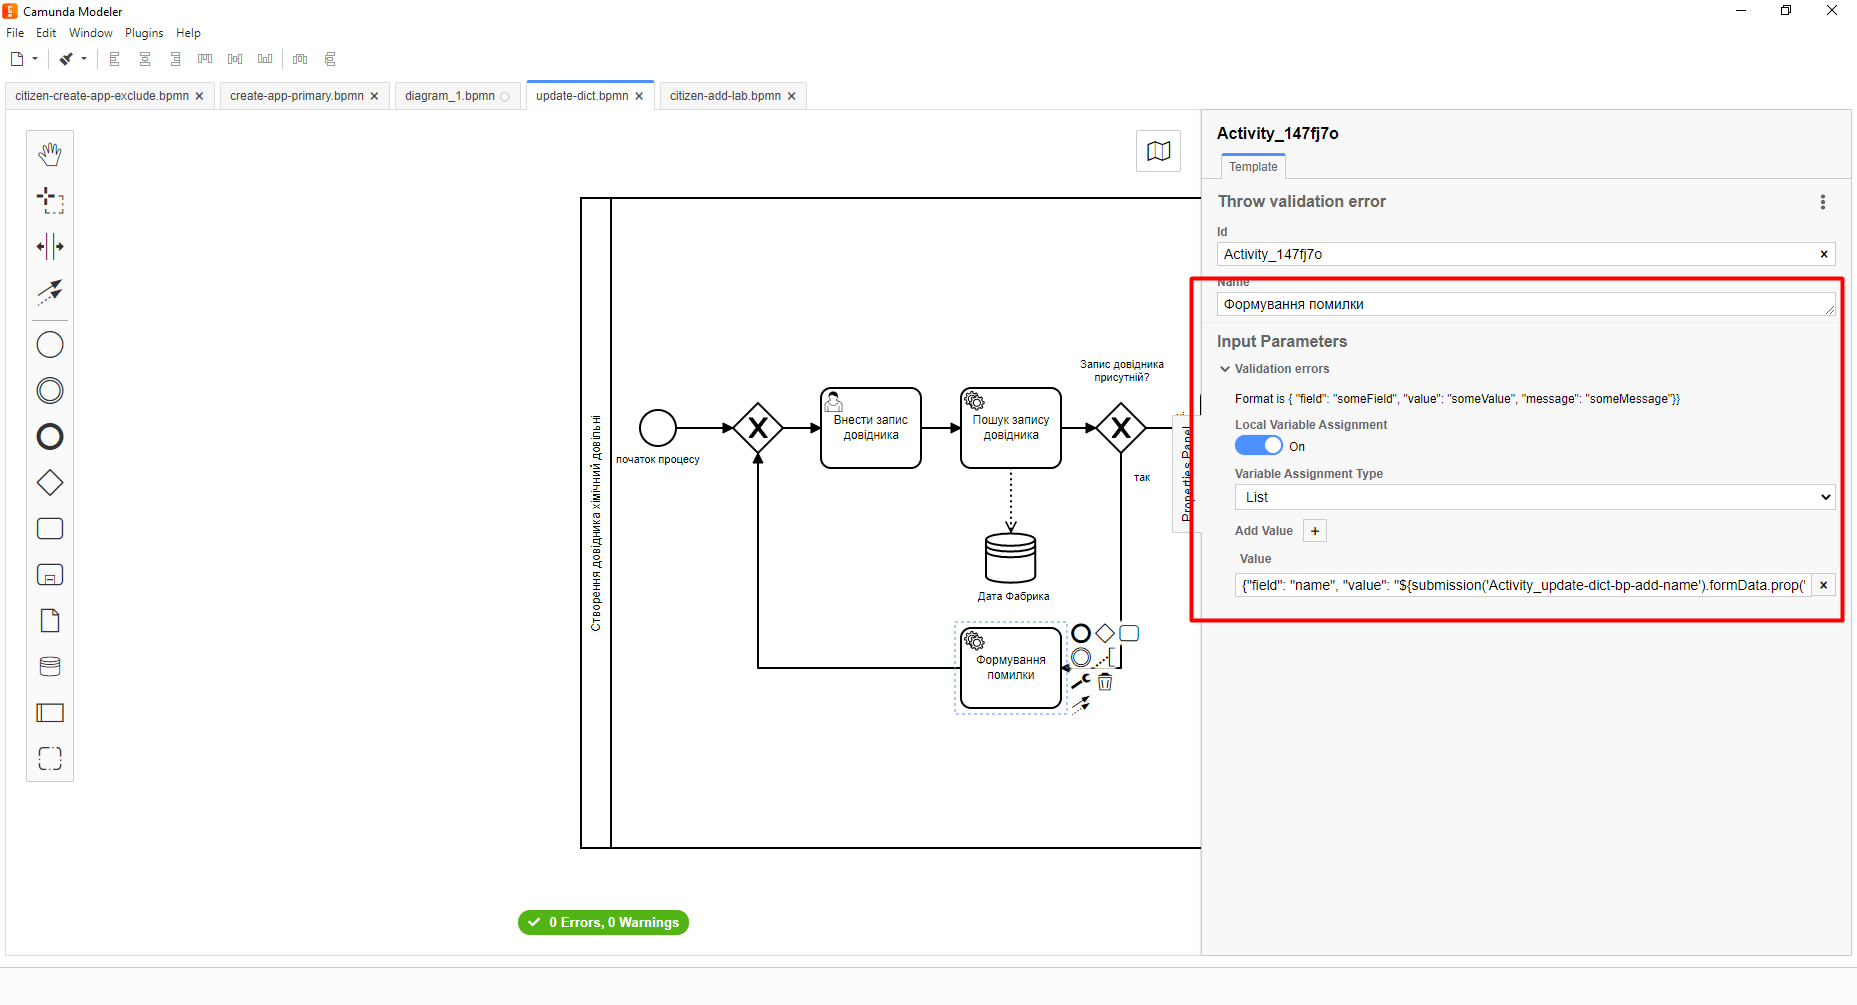 Camunda Modeler
File Edit Window Plugins Help
citizen-create-app-exclude.bpmn
create-app-primary.bpmn
diagram_1.bpmn
update-dict.bpmn
citizen-add-lab.bpmn
Створення довідника хімічний довільні
початок процесу
Внести запис
довідника
Пошук запису
довідника
Запис довідника
присутній?
так
Дата Фабрика
Формування
помилки
0 Errors, 0 Warnings
Properties Panel
Activity_147fj7o
Template
Throw validation error
Id
Activity_147fj7o
Name
Формування помилки
Input Parameters
Validation errors
Format is { "field": "someField", "value": "someValue", "message": "someMessage"}}
Local Variable Assignment
On
Variable Assignment Type
List
Add Value +
Value
{"field": "name", "value": "${submission('Activity_update-dict-bp-add-name').formData.prop('